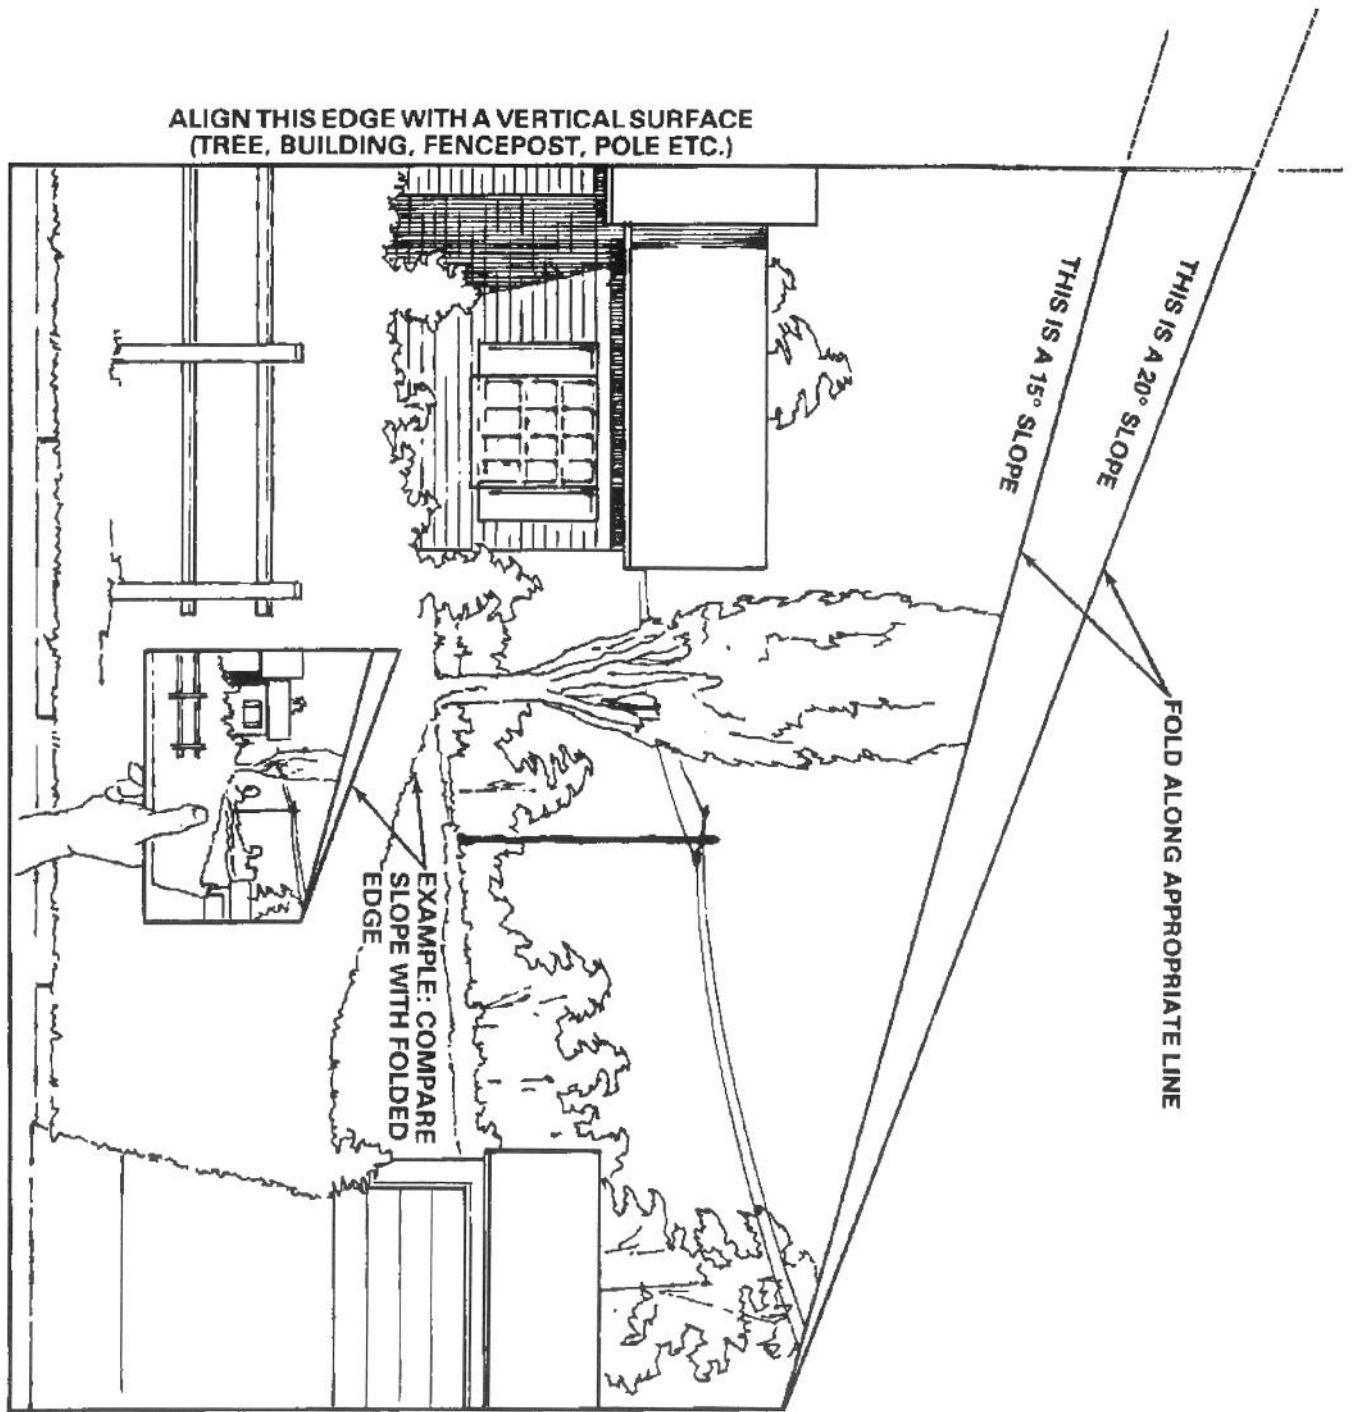 ALIGN THIS EDGE WITH A VERTICAL SURFACE
(TREE, BUILDING, FENCEPOST, POLE ETC.)
THIS IS A 20° SLOPE
THIS IS A 15° SLOPE
FOLD ALONG APPROPRIATE LINE
EXAMPLE: COMPARE
SLOPE WITH FOLDED
EDGE